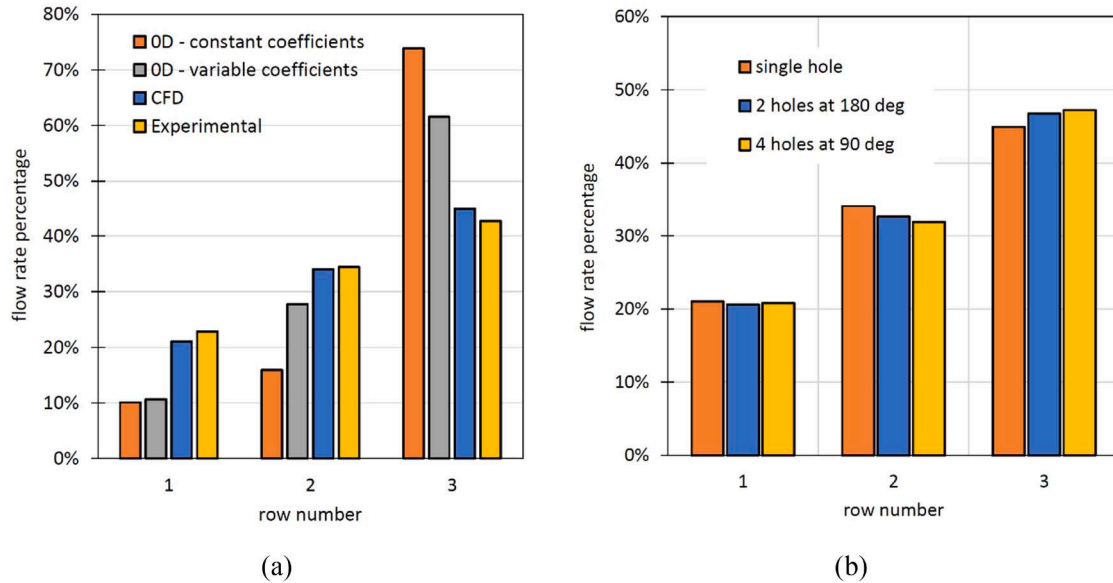 80%
70%
60%
50%
40%
30%
20%
10%
0%
flow rate percentage
0D - constant coefficients
0D - variable coefficients
CFD
Experimental
1 2 3
row number
(a)
60%
50%
40%
30%
20%
10%
0%
flow rate percentage
single hole
2 holes at 180 deg
4 holes at 90 deg
1 2 3
row number
(b)